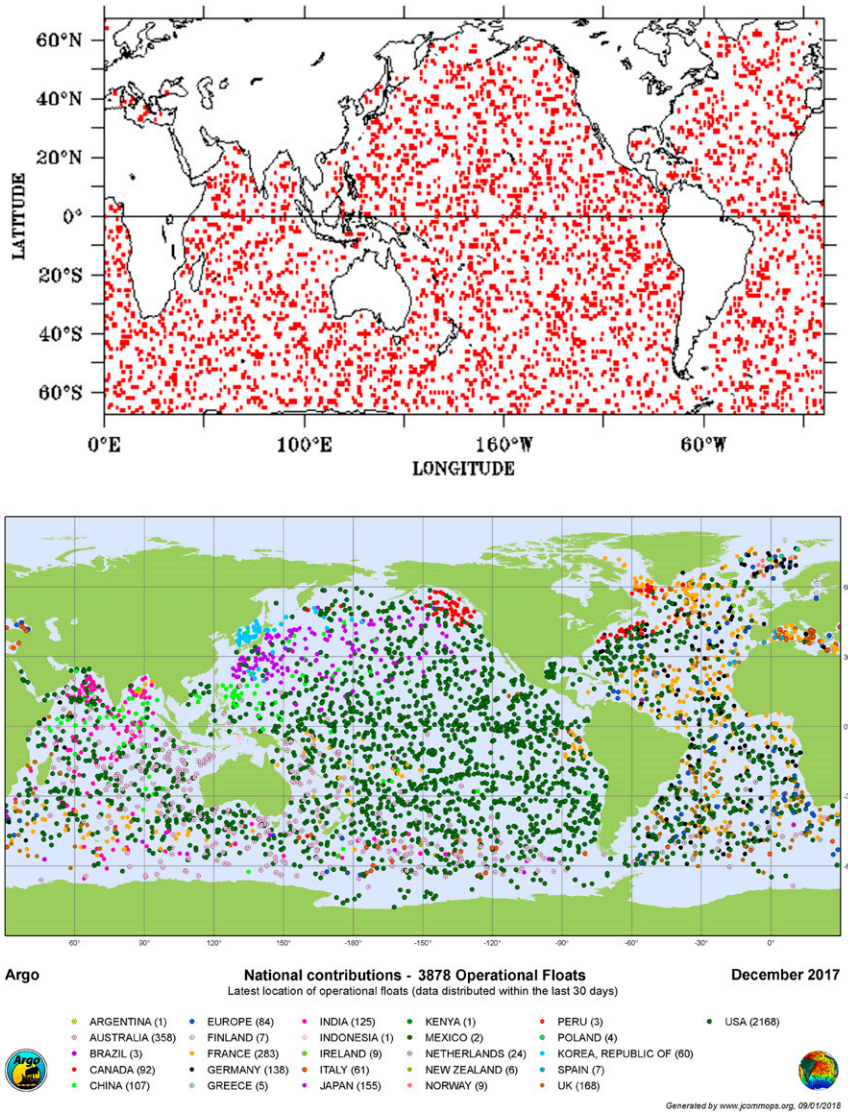 60°N
40°N
20°N
0°
20°S
40°S
60°S
LATITUDE
0°E 100°E 160°W 60°W
LONGITUDE
60° 90° 120° 150° -180° -150° -120° -90° -60° -30° 0°
Argo National contributions - 3878 Operational Floats December 2017
Latest location of operational floats (data distributed within the last 30 days)
ARGENTINA (1) EUROPE (84) INDIA (125) KENYA (1) PERU (3) USA (2168)
AUSTRALIA (358) FINLAND (7) INDONESIA (1) MEXICO (2) POLAND (4)
BRAZIL (3) FRANCE (283) IRELAND (9) NETHERLANDS (24) KOREA, REPUBLIC OF (60)
CANADA (92) GERMANY (138) ITALY (61) NEW ZEALAND (6) SPAIN (7)
CHINA (107) GREECE (5) JAPAN (155) NORWAY (9) UK (168)
Argo
Generated by www.jcommops.org, 09/01/2018